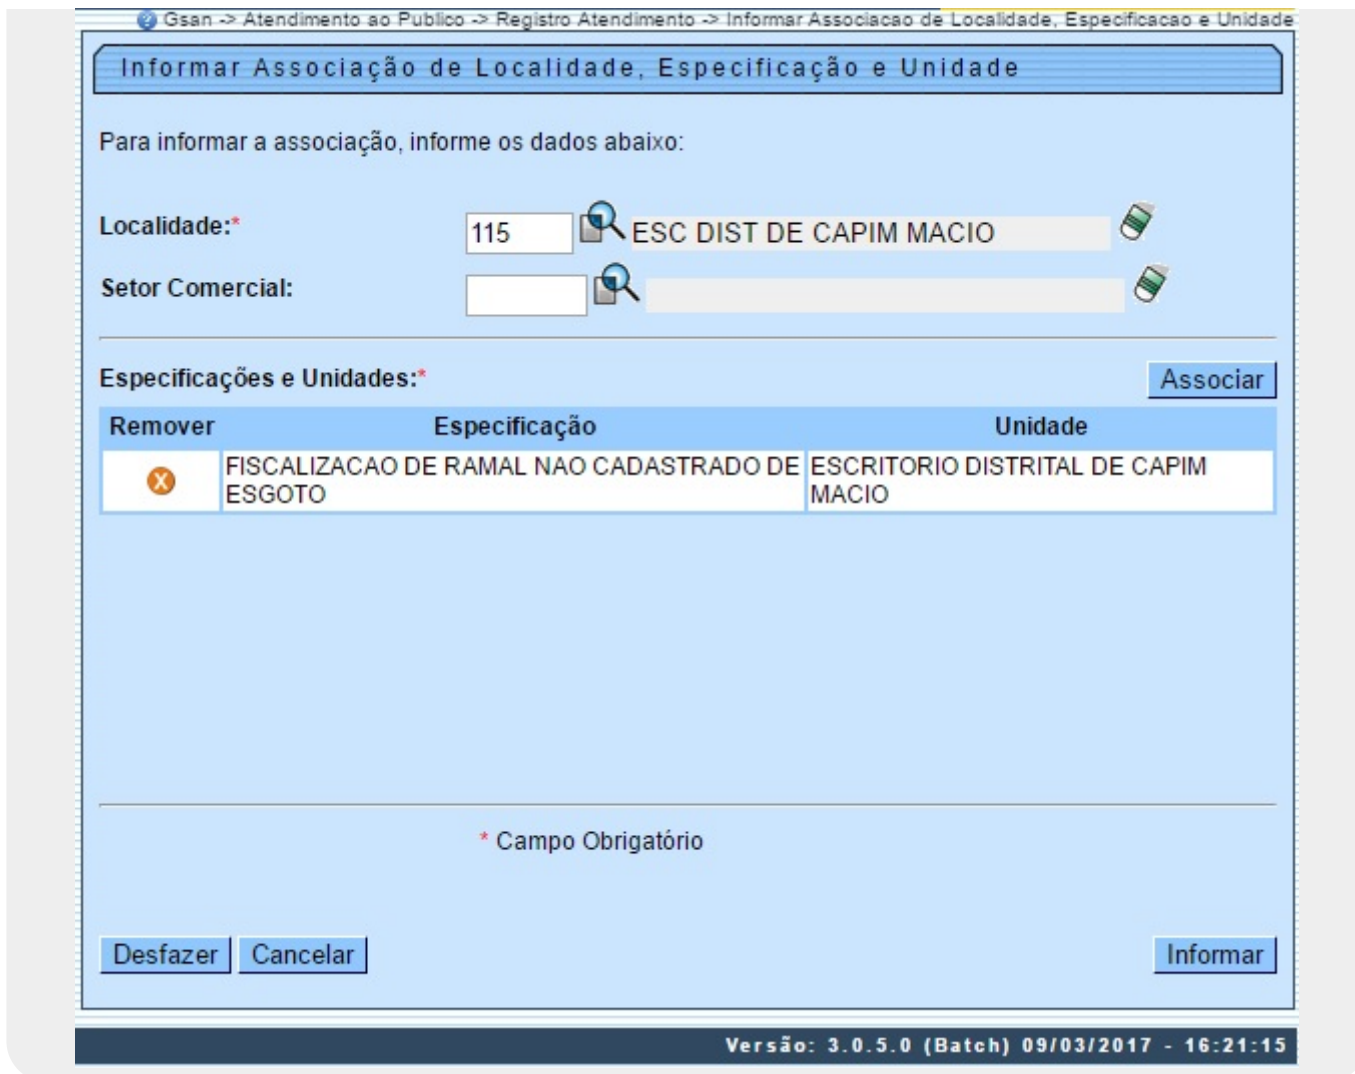 Gsan -> Atendimento ao Publico -> Registro Atendimento -> Informar Associacao de Localidade, Especificacao e Unidade
Informar Associação de Localidade, Especificação e Unidade
Para informar a associação, informe os dados abaixo:
Localidade:* 115 ESC DIST DE CAPIM MACIO
Setor Comercial:
Especificações e Unidades:* Associar
Remover Especificação Unidade
FISCALIZACAO DE RAMAL NAO CADASTRADO DE ESCRITORIO DISTRITAL DE CAPIM
ESGOTO MACIO
* Campo Obrigatório
Desfazer Cancelar Informar
Versão: 3.0.5.0 (Batch) 09/03/2017 - 16:21:15